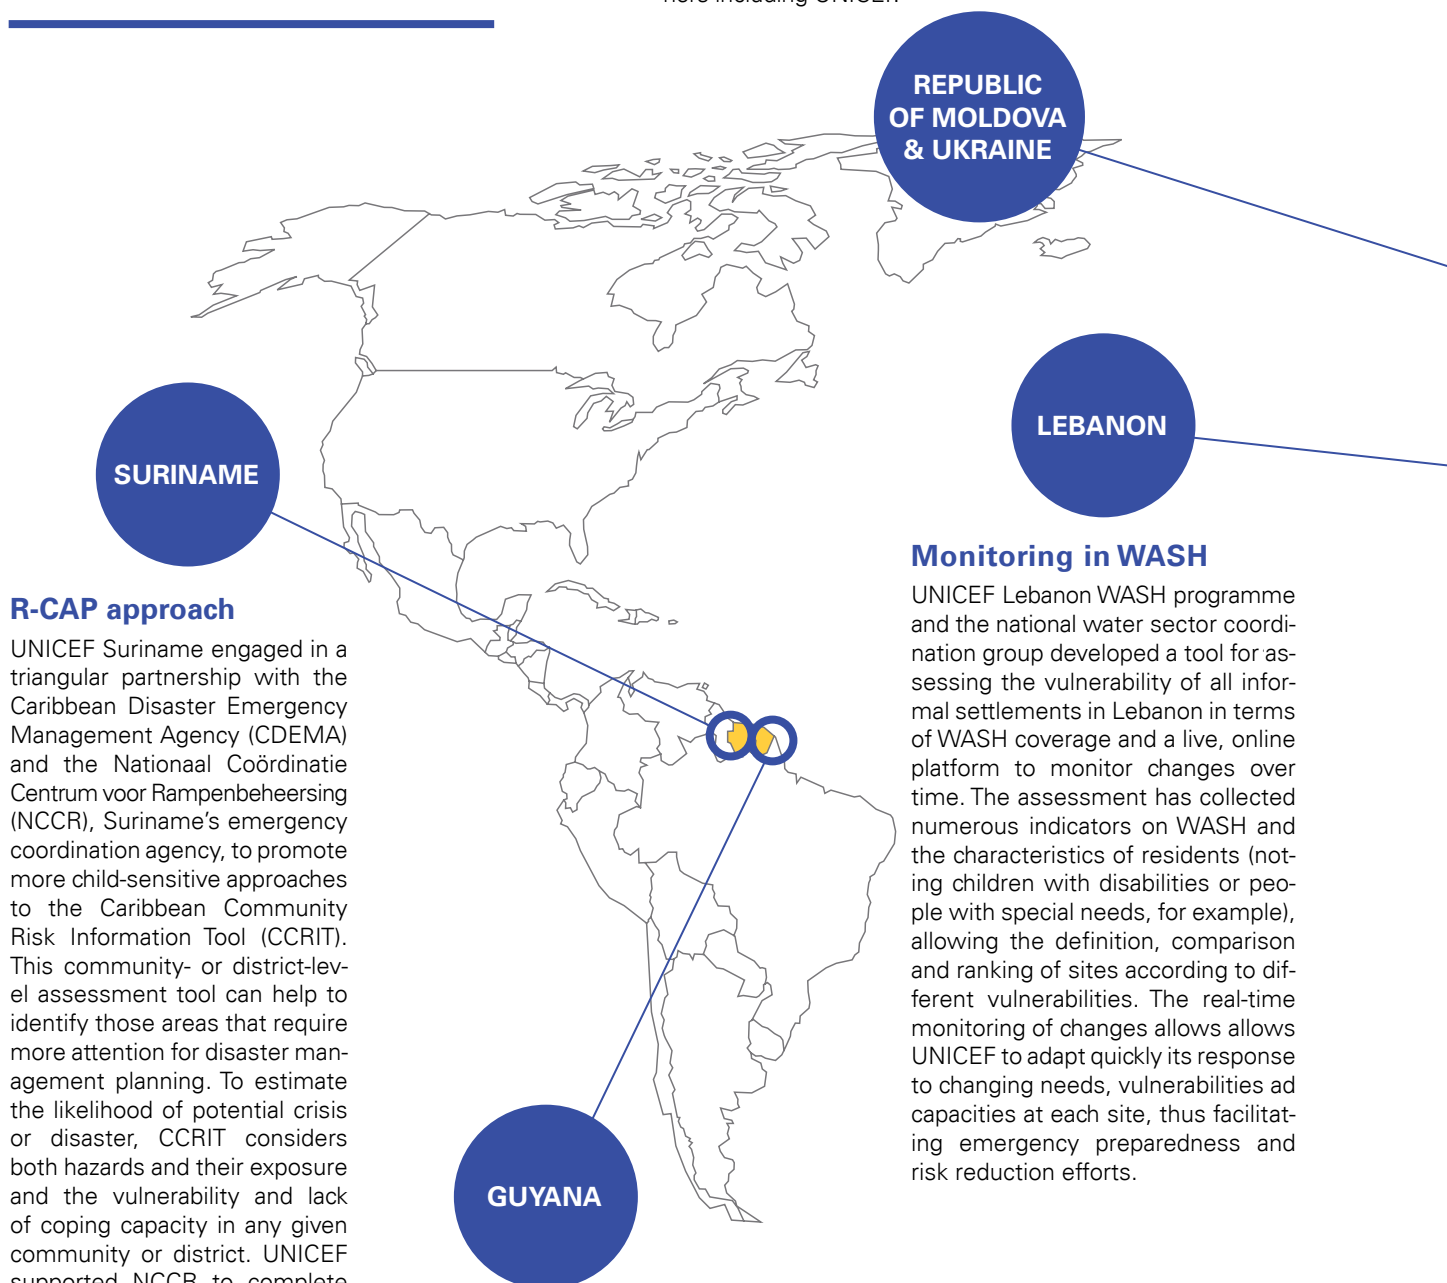 ners including UNICEF.
REPUBLIC
OF MOLDOVA
& UKRAINE
LEBANON
SURINAME
R-CAP approach
UNICEF Suriname engaged in a
triangular partnership with the
Caribbean Disaster Emergency
Management Agency (CDEMA)
and the Nationaal Coördinatie
Centrum voor Rampenbeheersing
(NCCR), Suriname’s emergency
coordination agency, to promote
more child-sensitive approaches
to the Caribbean Community
Risk Information Tool (CCRIT).
This community- or district-lev-
el assessment tool can help to
identify those areas that require
more attention for disaster man-
agement planning. To estimate
the likelihood of potential crisis
or disaster, CCRIT considers
both hazards and their exposure
and the vulnerability and lack
of coping capacity in any given
community or district. UNICEF
supported NCCR to complete
GUYANA
Monitoring in WASH
UNICEF Lebanon WASH programme
and the national water sector coordi-
nation group developed a tool for as-
sessing the vulnerability of all infor-
mal settlements in Lebanon in terms
of WASH coverage and a live, online
platform to monitor changes over
time. The assessment has collected
numerous indicators on WASH and
the characteristics of residents (not-
ing children with disabilities or peo-
ple with special needs, for example),
allowing the definition, comparison
and ranking of sites according to dif-
ferent vulnerabilities. The real-time
monitoring of changes allows allows
UNICEF to adapt quickly its response
to changing needs, vulnerabilities ad
capacities at each site, thus facilitat-
ing emergency preparedness and
risk reduction efforts.